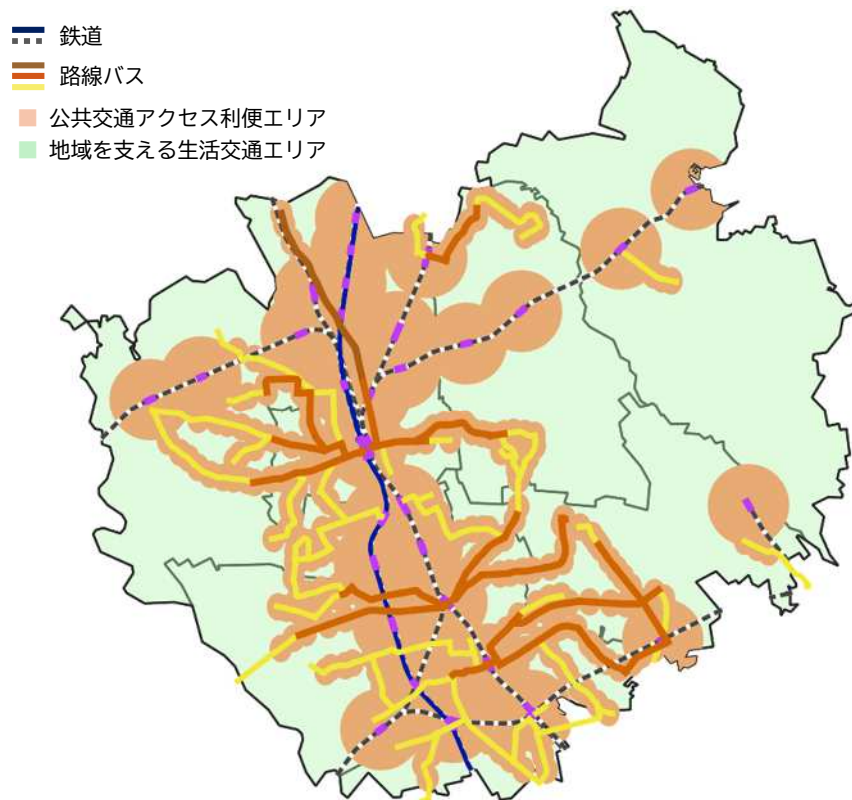 鉄道
路線バス
公共交通アクセス利便エリア
地域を支える生活交通エリア